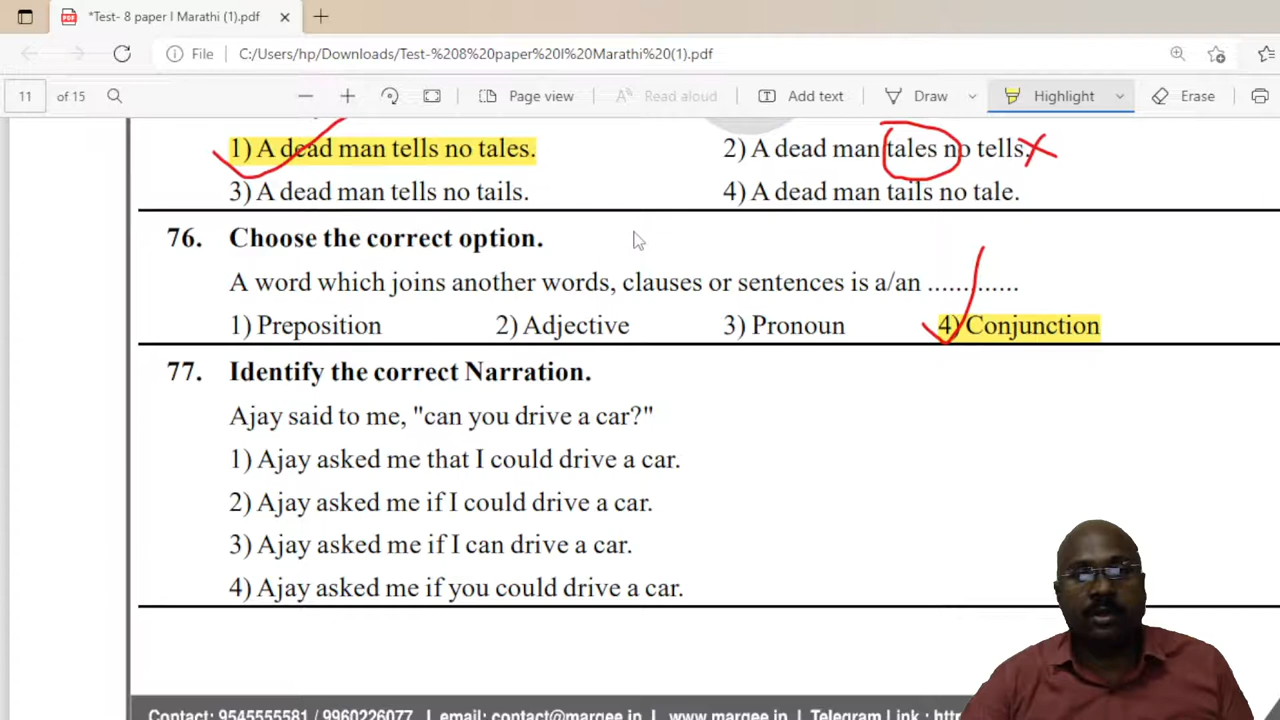 *Test- 8 paper I Marathi (1).pdf
File C:/Users/hp/Downloads/Test-%208%20paper%20I%20Marathi%20(1).pdf
11 of 15 Page view Read aloud Add text Draw Highlight Erase
1) A dead man tells no tales. 2) A dead man tales no tells.
3) A dead man tells no tails. 4) A dead man tails no tale.
76. Choose the correct option.
A word which joins another words, clauses or sentences is a/an .............
1) Preposition 2) Adjective 3) Pronoun 4) Conjunction
77. Identify the correct Narration.
Ajay said to me, "can you drive a car?"
1) Ajay asked me that I could drive a car.
2) Ajay asked me if I could drive a car.
3) Ajay asked me if I can drive a car.
4) Ajay asked me if you could drive a car.
Contact: 9545555581 / 9960226077 | email: contact@margee.in | www.margee.in | Telegram Link : http